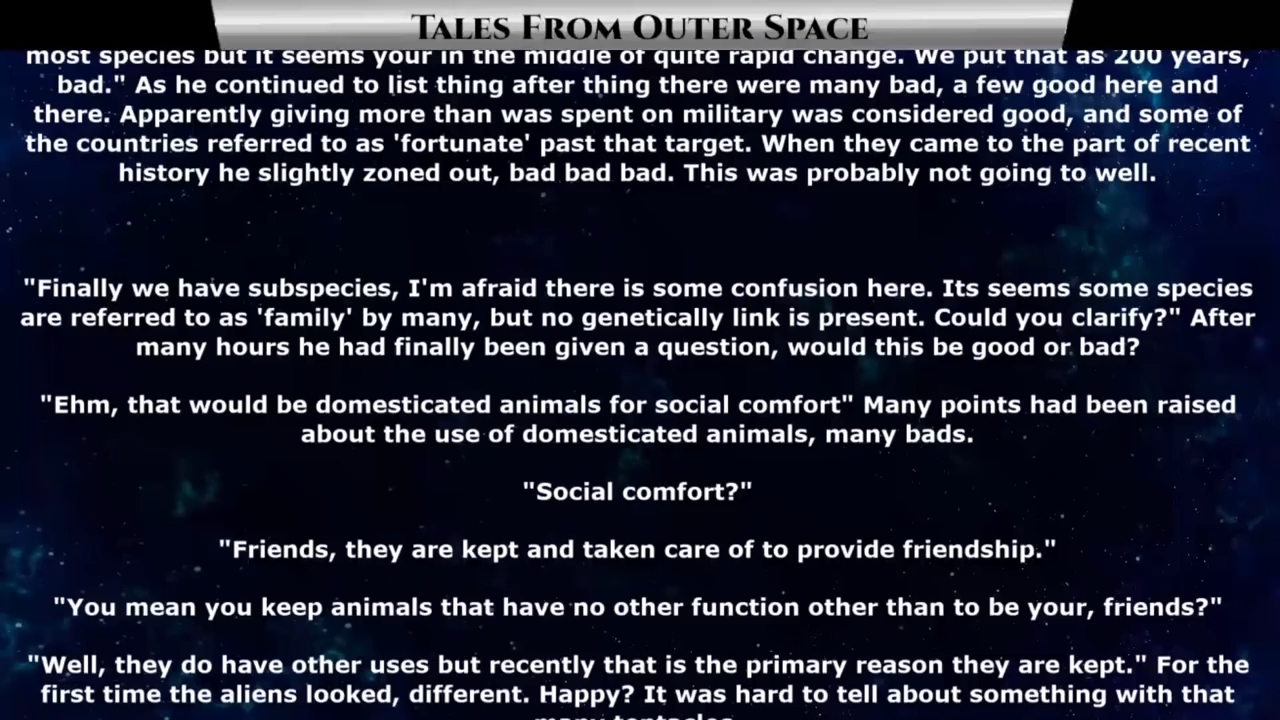 Tales From Outer Space
most species but it seems your in the middle of quite rapid change. We put that as 200 years,
bad." As he continued to list thing after thing there were many bad, a few good here and
there. Apparently giving more than was spent on military was considered good, and some of
the countries referred to as 'fortunate' past that target. When they came to the part of recent
history he slightly zoned out, bad bad bad. This was probably not going to well.
"Finally we have subspecies, I'm afraid there is some confusion here. Its seems some species
are referred to as 'family' by many, but no genetically link is present. Could you clarify?" After
many hours he had finally been given a question, would this be good or bad?
"Ehm, that would be domesticated animals for social comfort" Many points had been raised
about the use of domesticated animals, many bads.
"Social comfort?"
"Friends, they are kept and taken care of to provide friendship."
"You mean you keep animals that have no other function other than to be your, friends?"
"Well, they do have other uses but recently that is the primary reason they are kept." For the
first time the aliens looked, different. Happy? It was hard to tell about something with that
many tentacles.